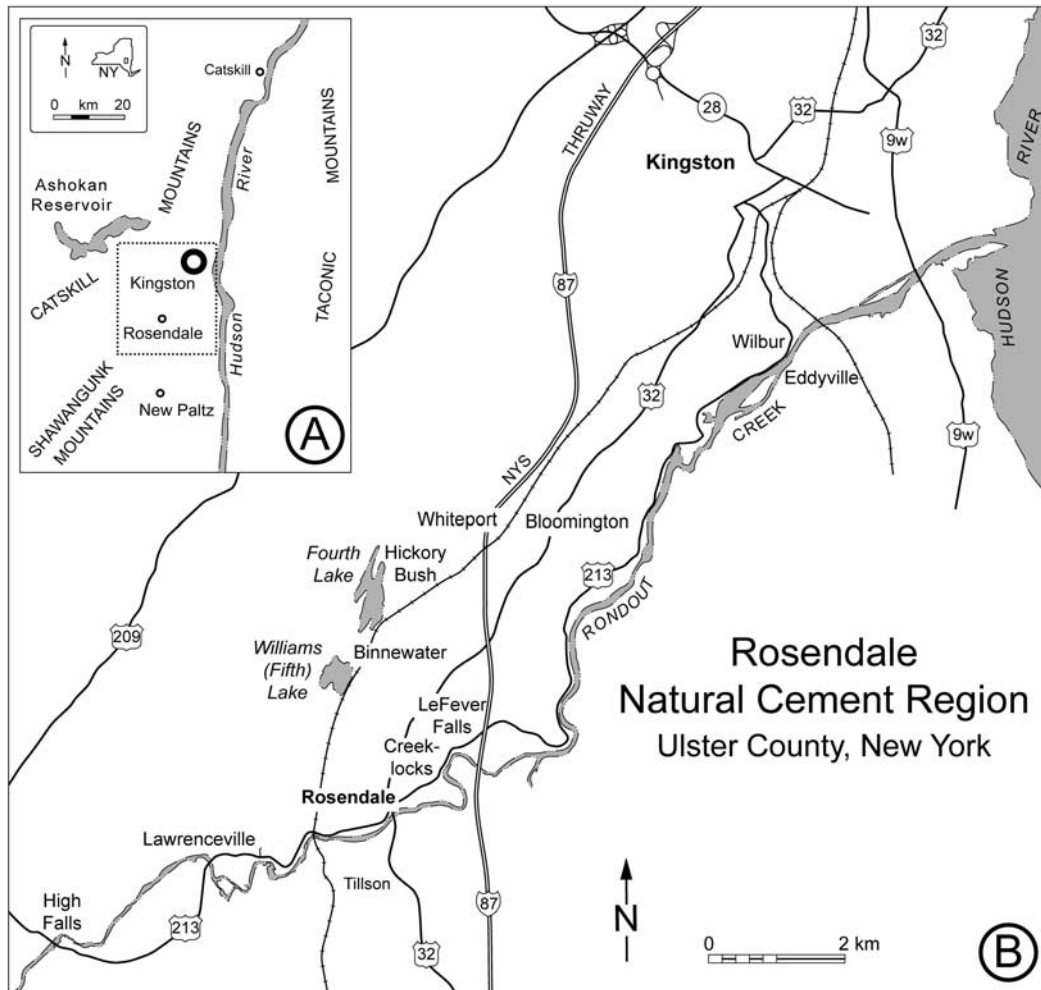 N
NY
0 km 20
Catskill
MOUNTAINS
MOUNTAINS
River
Ashokan
Reservoir
CATSKILL
Kingston
Rosendale
TACONIC
Hudson
SHAWANGUNK
MOUNTAINS
New Paltz
A
32
THRUWAY
28
32
9w
RIVER
Kingston
87
HUDSON
Wilbur
Eddyville
32
CREEK
9w
NYS
Whiteport
Bloomington
Fourth
Lake
Hickory
Bush
213
RONDOUT
209
Williams
(Fifth)
Lake
Binnewater
Rosendale
Natural Cement Region
Ulster County, New York
LeFever
Falls
Creek-
locks
Rosendale
Lawrenceville
Tillson
High
Falls
213
87
32
N
0 2 km
B